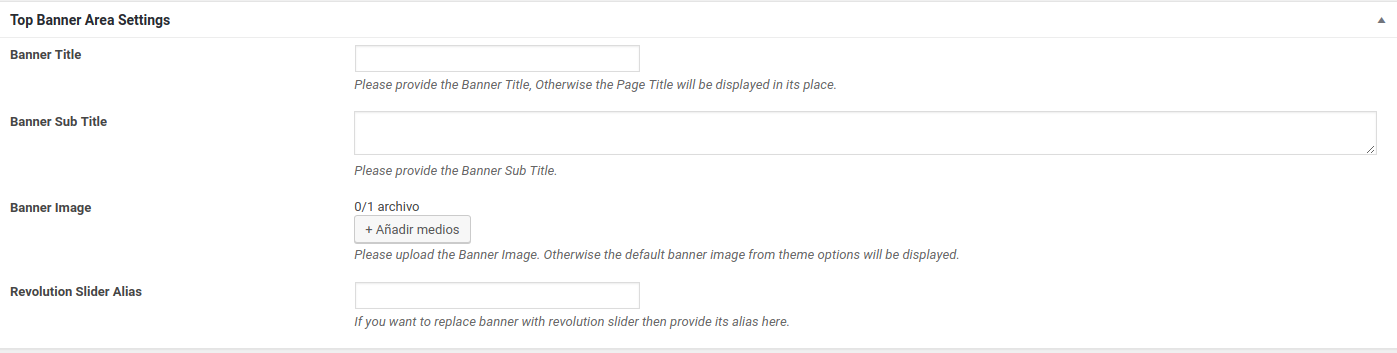 Top Banner Area Settings
Banner Title
Please provide the Banner Title, Otherwise the Page Title will be displayed in its place.
Banner Sub Title
Please provide the Banner Sub Title.
Banner Image
0/1 archivo
+ Añadir medios
Please upload the Banner Image. Otherwise the default banner image from theme options will be displayed.
Revolution Slider Alias
If you want to replace banner with revolution slider then provide its alias here.